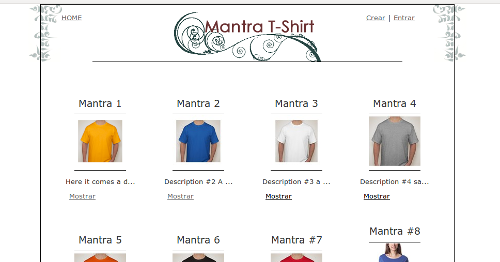 HOME
Mantra T-Shirt
Crear | Entrar
Mantra 1
Mantra 2
Mantra 3
Mantra 4
Here it comes a d...
Description #2 A ...
Description #3 a ...
Description #4 sa...
Mostrar
Mostrar
Mostrar
Mostrar
Mantra 5
Mantra 6
Mantra #7
Mantra #8